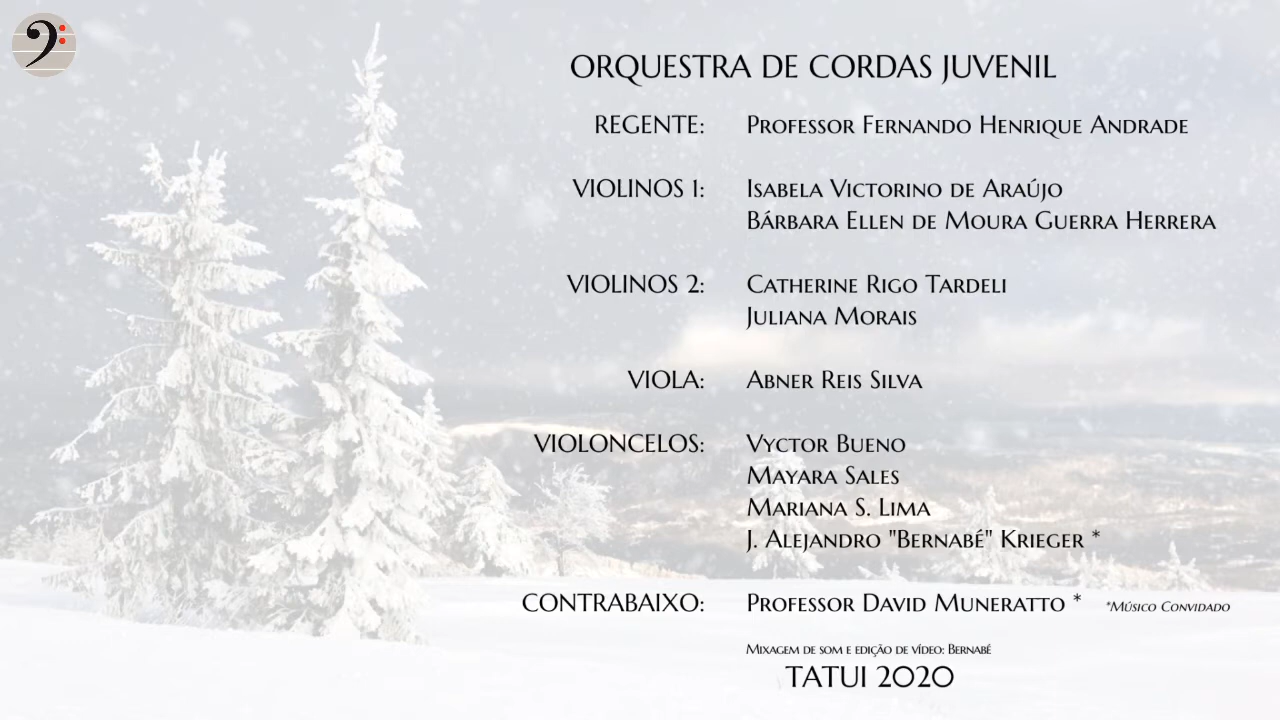 ORQUESTRA DE CORDAS JUVENIL
REGENTE: Professor Fernando Henrique Andrade
VIOLINOS 1: Isabela Victorino de Araújo
Bárbara Ellen de Moura Guerra Herrera
VIOLINOS 2: Catherine Rigo Tardeli
Juliana Morais
VIOLA: Abner Reis Silva
VIOLONCELOS: Vyctor Bueno
Mayara Sales
Mariana S. Lima
J. Alejandro "Bernabé" Krieger *
CONTRABAIXO: Professor David Muneratto * *Músico Convidado
Mixagem de som e edição de vídeo: Bernabé
TATUI 2020